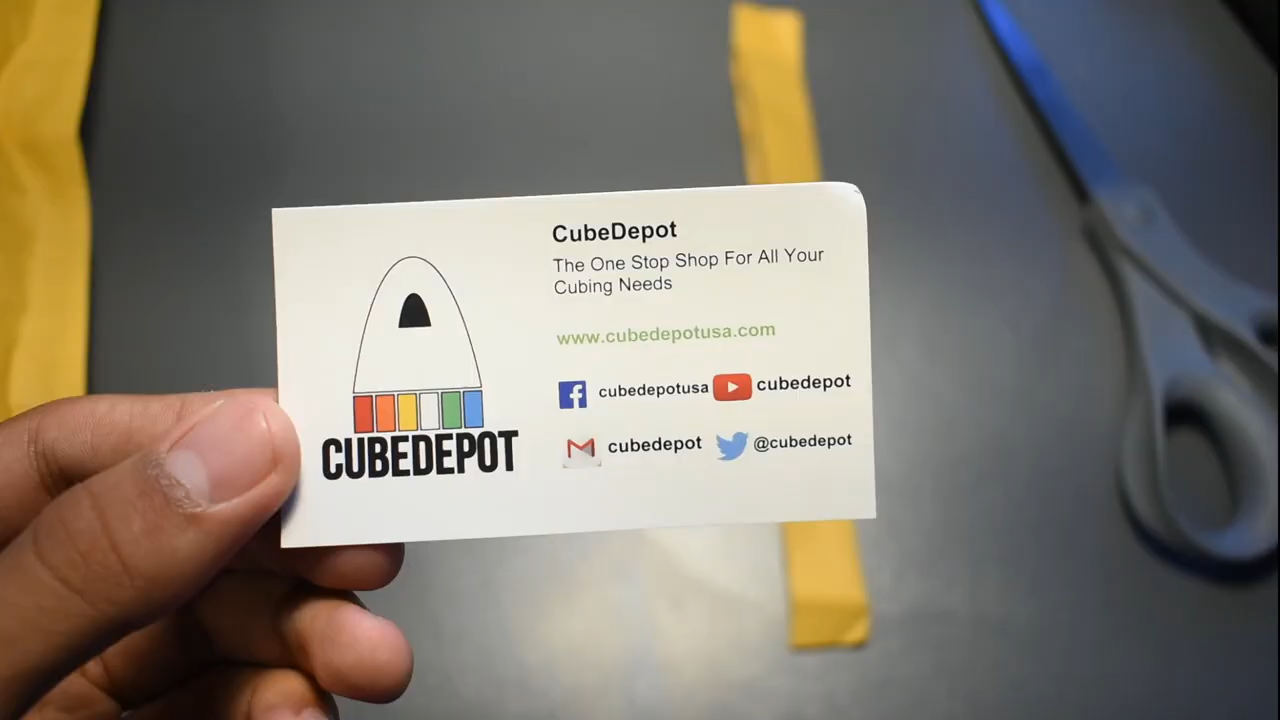 CUBEDEPOT
CubeDepot
The One Stop Shop For All Your
Cubing Needs
www.cubedepotusa.com
cubedepotusa cubedepot
cubedepot @cubedepot